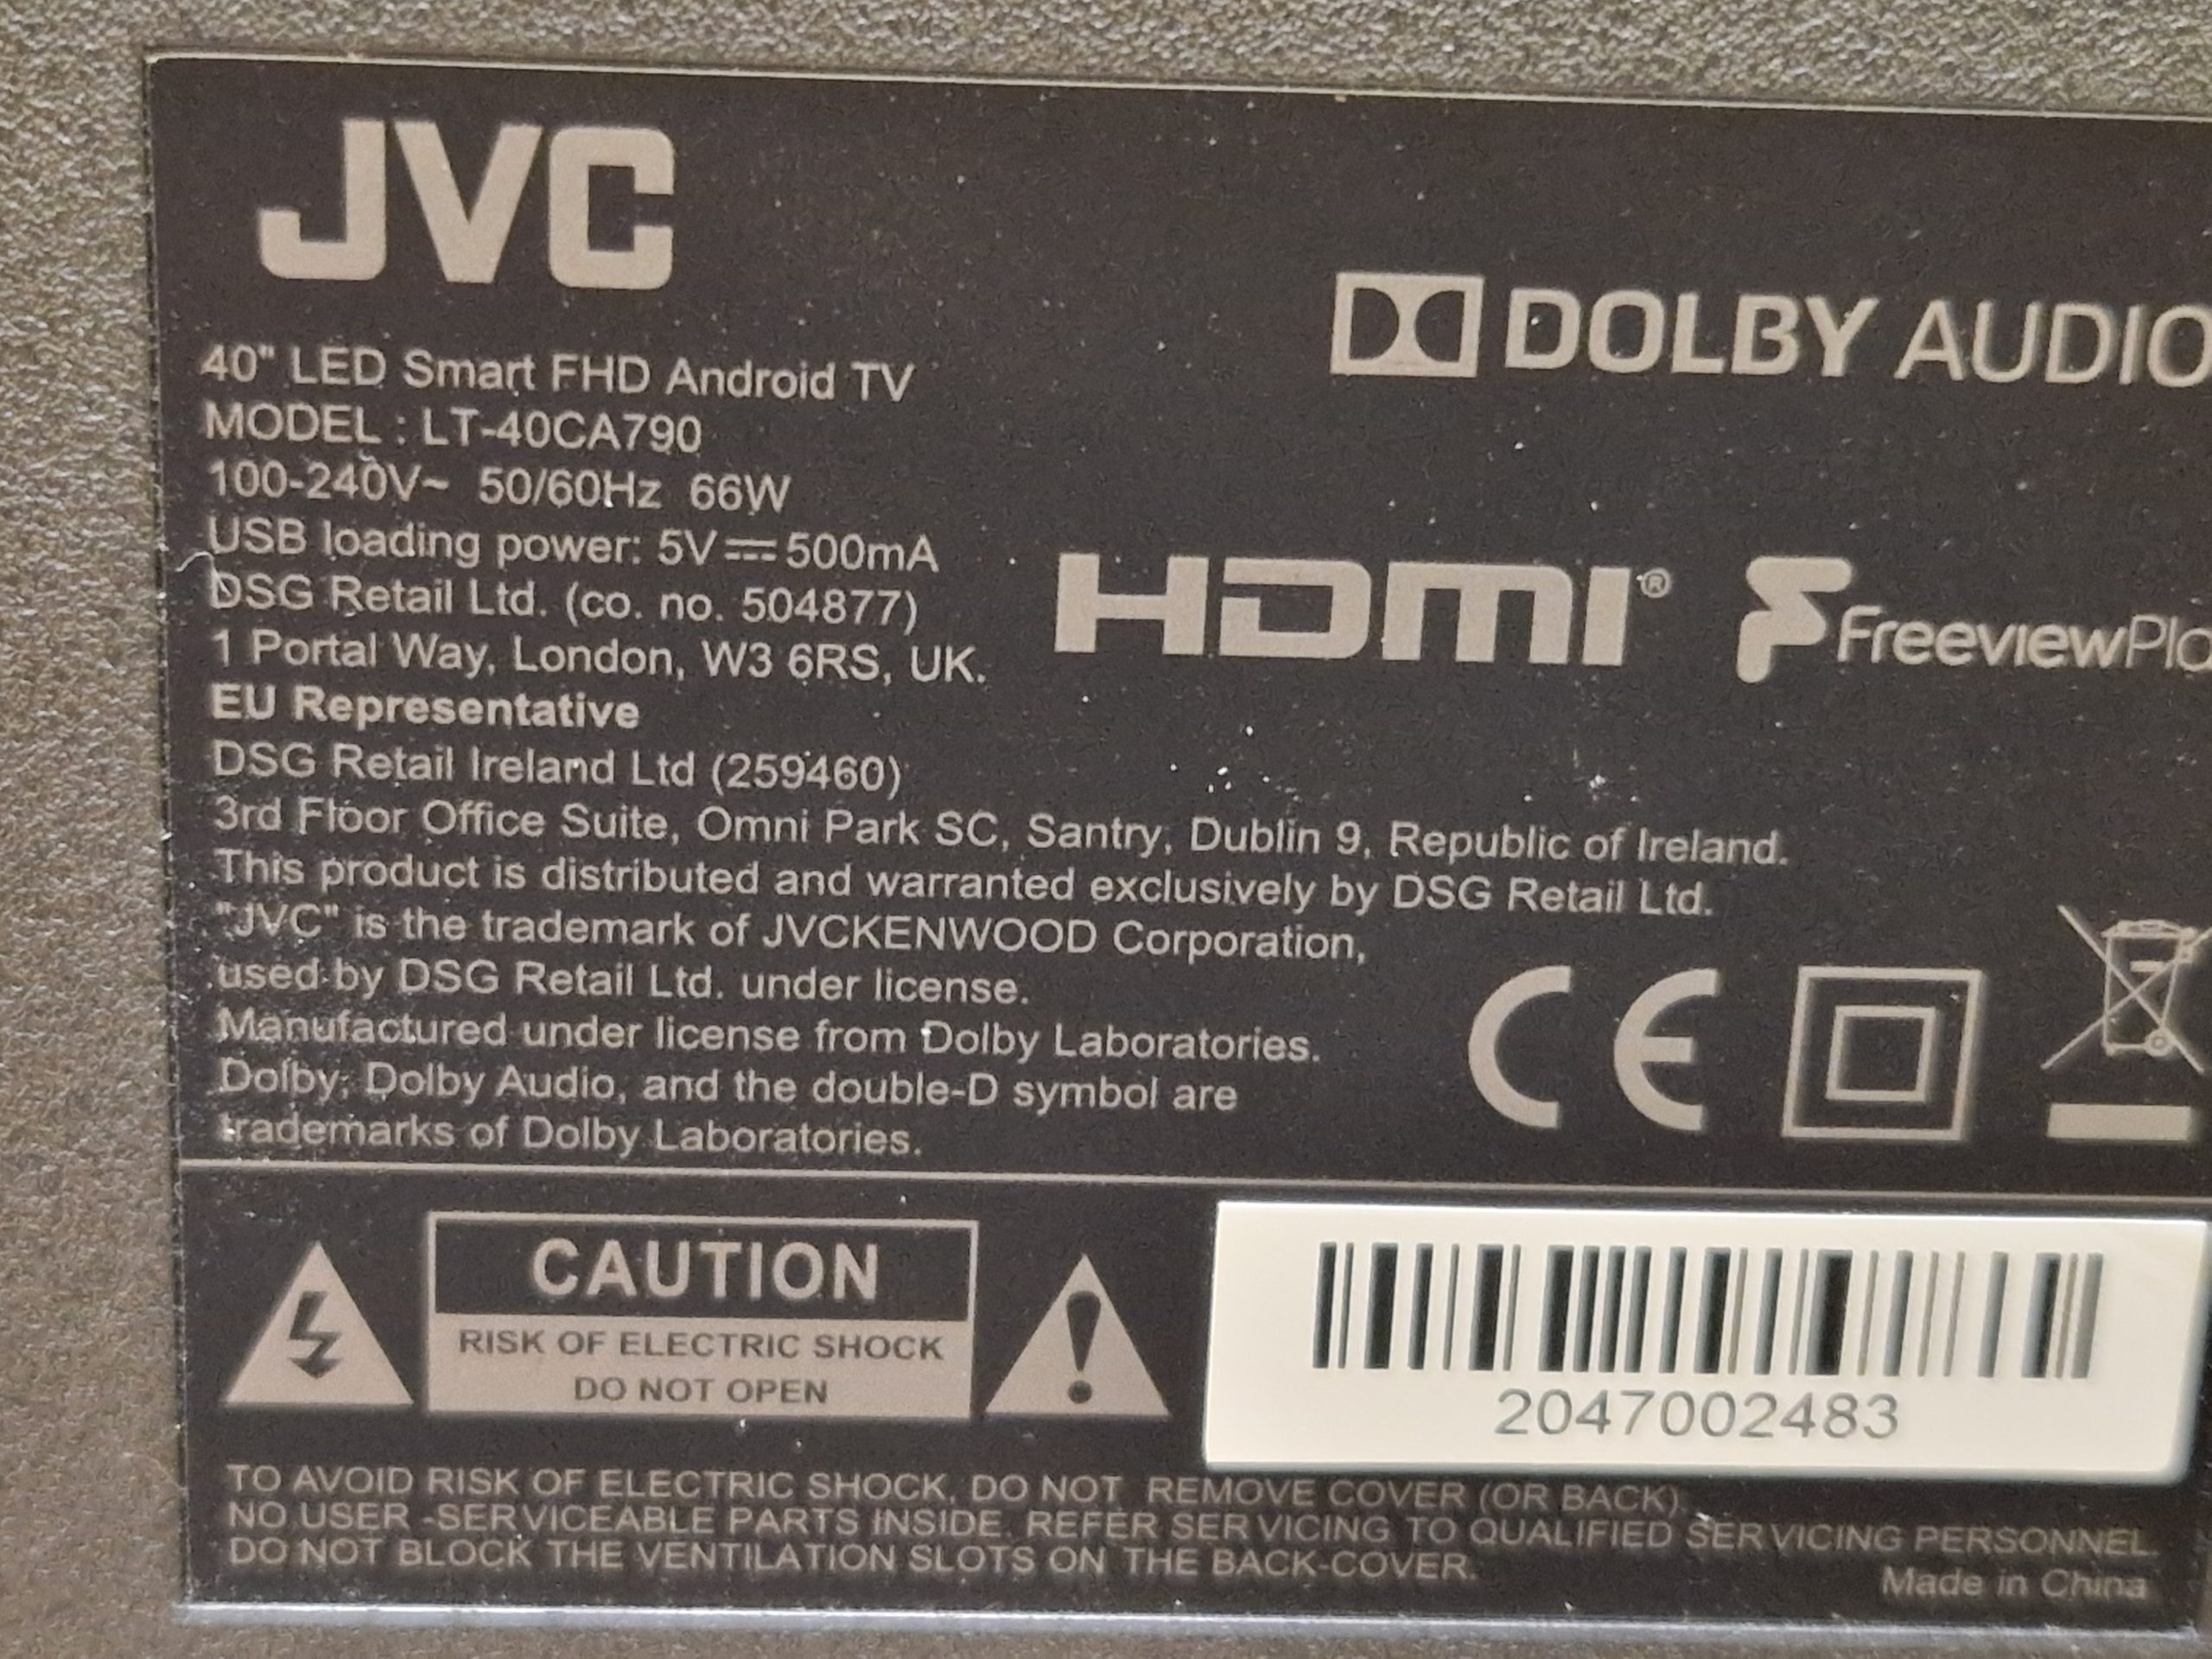 JVC
DOLBY AUDIO
40" LED Smart FHD Android TV
MODEL : LT-40CA790
100-240V~ 50/60Hz 66W
USB loading power: 5V⎓500mA
DSG Retail Ltd. (co. no. 504877)
1 Portal Way, London, W3 6RS, UK.
HDMI®
FreeviewPla
EU Representative
DSG Retail Ireland Ltd (259460)
3rd Floor Office Suite, Omni Park SC, Santry, Dublin 9, Republic of Ireland.
This product is distributed and warranted exclusively by DSG Retail Ltd.
"JVC" is the trademark of JVCKENWOOD Corporation,
used by DSG Retail Ltd. under license.
Manufactured under license from Dolby Laboratories.
Dolby, Dolby Audio, and the double-D symbol are
trademarks of Dolby Laboratories.
CE
CAUTION
RISK OF ELECTRIC SHOCK
DO NOT OPEN
2047002483
TO AVOID RISK OF ELECTRIC SHOCK, DO NOT REMOVE COVER (OR BACK).
NO USER -SERVICEABLE PARTS INSIDE. REFER SERVICING TO QUALIFIED SERVICING PERSONNEL.
DO NOT BLOCK THE VENTILATION SLOTS ON THE BACK-COVER.
Made in China